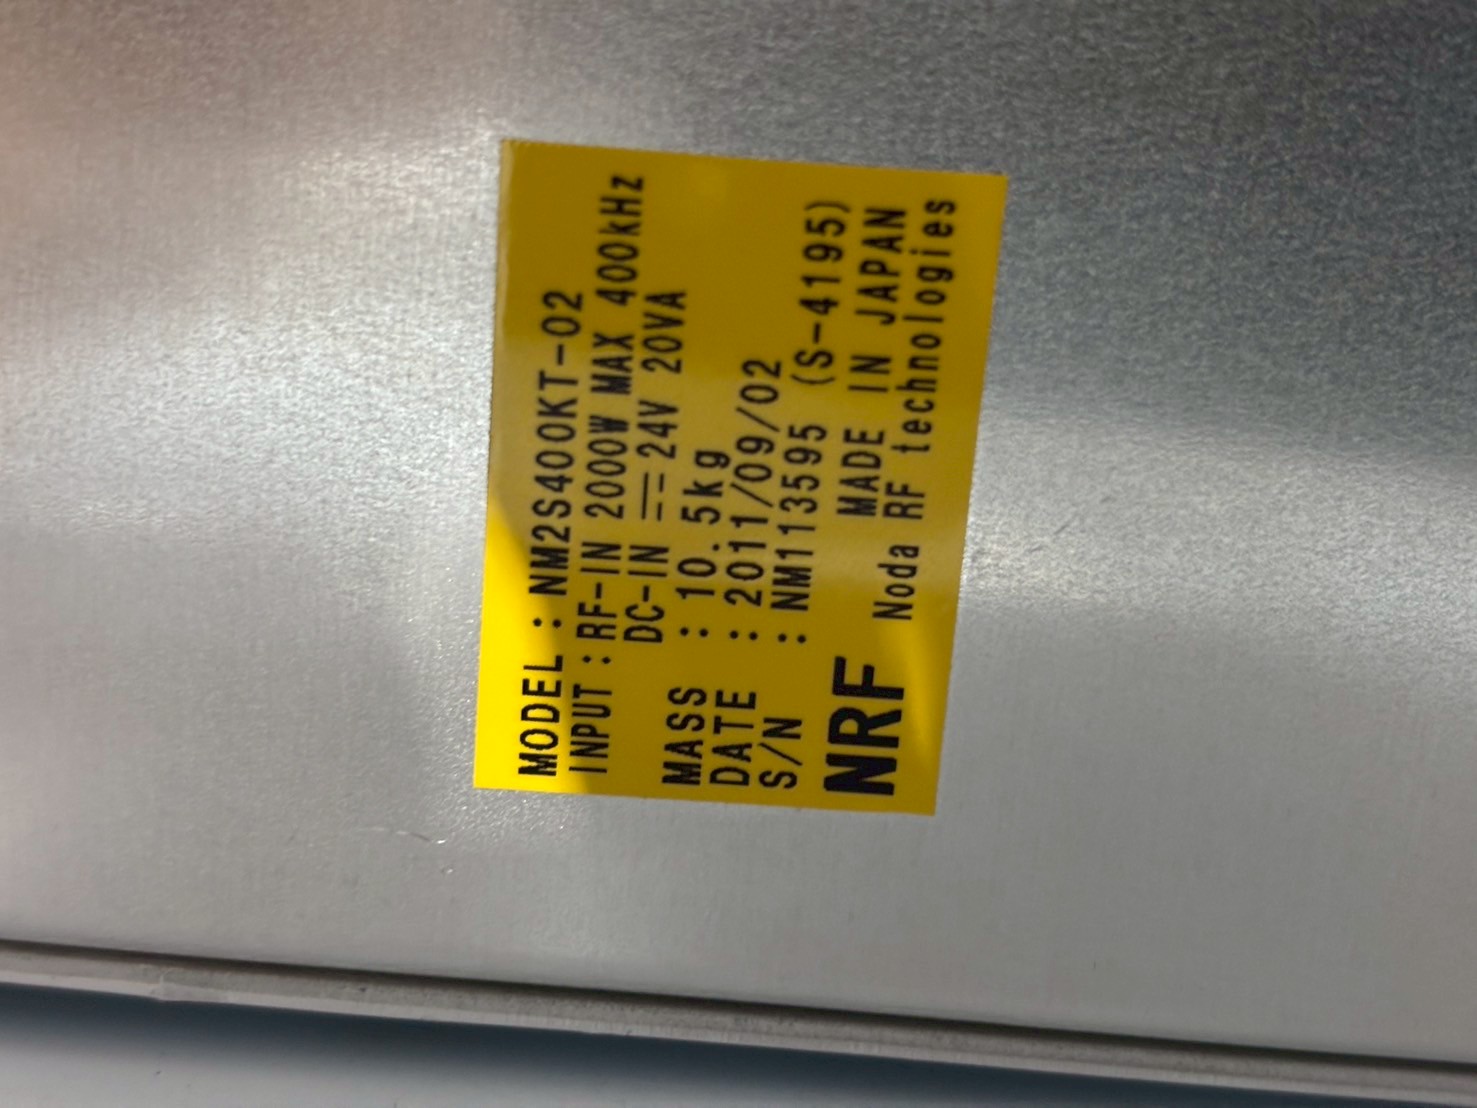 MODEL : NM2S400KT-02
INPUT : RF-IN 2000W MAX 400kHz
DC-IN ⎓ 24V 20VA
MASS : 10.5kg
DATE : 2011/09/02
S/N : NM113595 (S-4195)
MADE IN JAPAN
NRF Noda RF technologies